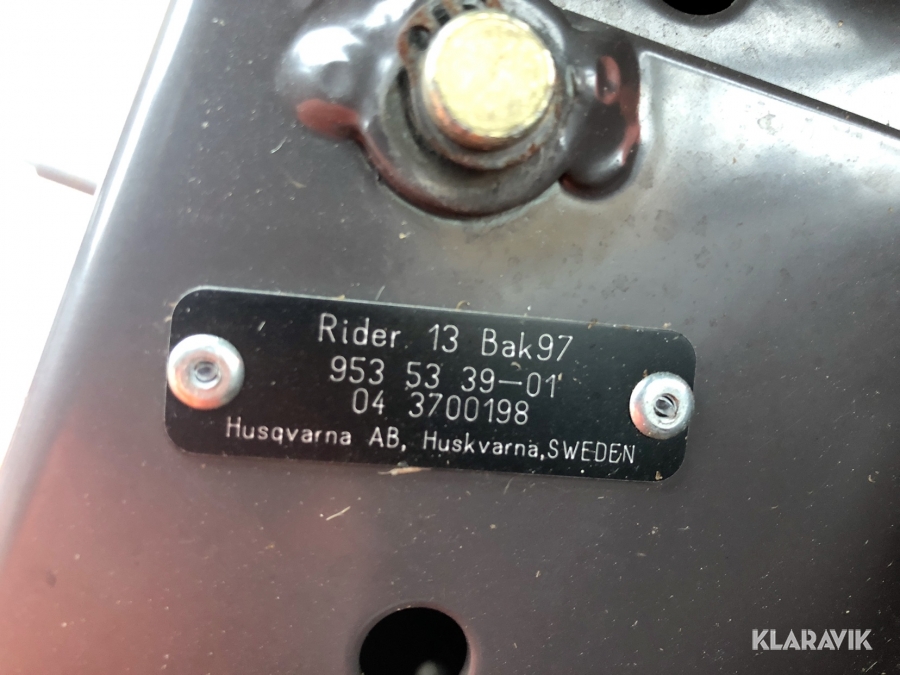 Rider 13 Bak97
953 53 39-01
04 3700198
Husqvarna AB, Huskvarna, SWEDEN
KLARAVIK